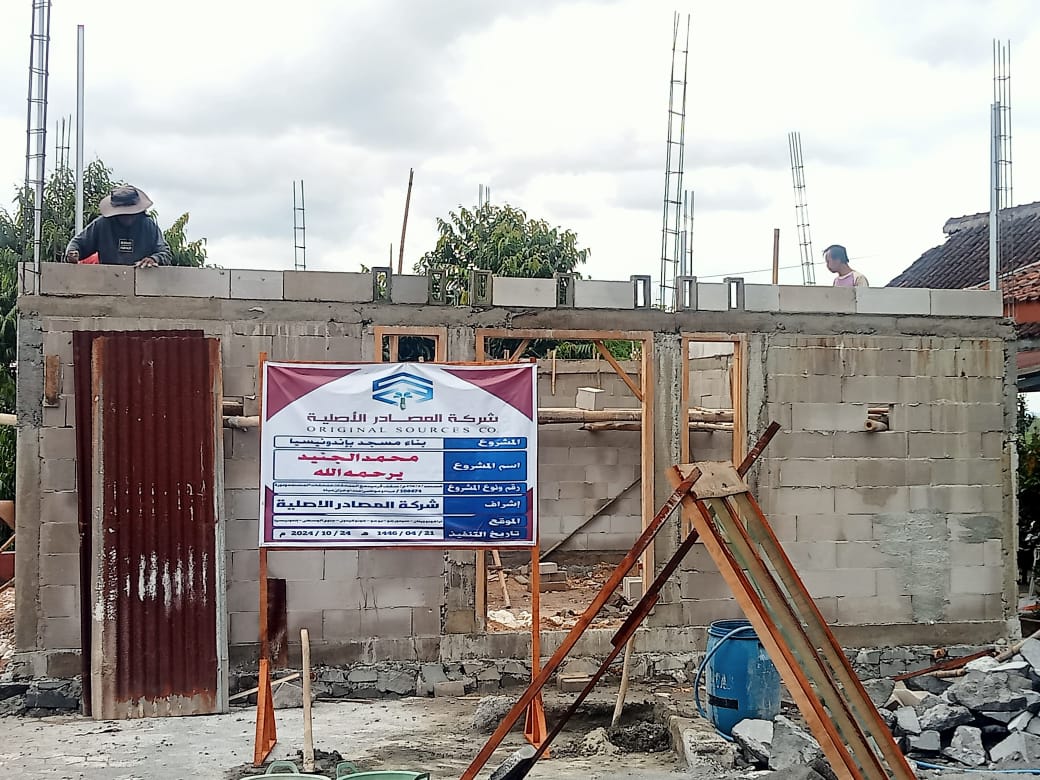 شركة المصادر الأصلية
ORIGINAL SOURCES CO.
المشروع بناء مسجد بإندونيسيا
اسم المشروع محمد الجنيد
يرحمه الله
رقم ونوع المشروع
إشراف شركة المصادر الاصلية
الموقع
تاريخ التنفيذ 1446/04/21 هـ 2024/10/24 م